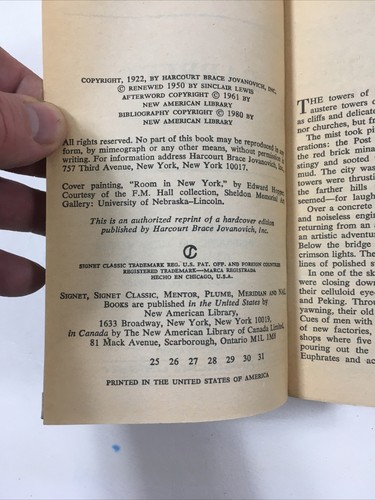 COPYRIGHT, 1922, BY HARCOURT BRACE JOVANOVICH, INC.
© RENEWED 1950 BY SINCLAIR LEWIS
AFTERWORD COPYRIGHT © 1961 BY
NEW AMERICAN LIBRARY
BIBLIOGRAPHY COPYRIGHT © 1980 BY
NEW AMERICAN LIBRARY
All rights reserved. No part of this book may be reproduced in any
form, by mimeograph or any other means, without permission in
writing. For information address Harcourt Brace Jovanovich, Inc.,
757 Third Avenue, New York, New York 10017.
Cover painting, "Room in New York," by Edward Hopper.
Courtesy of the F.M. Hall collection, Sheldon Memorial Art
Gallery: University of Nebraska-Lincoln.
This is an authorized reprint of a hardcover edition
published by Harcourt Brace Jovanovich, Inc.
SIGNET CLASSIC TRADEMARK REG. U.S. PAT. OFF. AND FOREIGN COUNTRIES
REGISTERED TRADEMARK—MARCA REGISTRADA
HECHO EN CHICAGO, U.S.A.
SIGNET, SIGNET CLASSIC, MENTOR, PLUME, MERIDIAN AND NAL
BOOKS are published in the United States by
New American Library,
1633 Broadway, New York, New York 10019,
in Canada by The New American Library of Canada Limited,
81 Mack Avenue, Scarborough, Ontario M1L 1M8
25 26 27 28 29 30 31
PRINTED IN THE UNITED STATES OF AMERICA
THE towers of
austere towers o
as cliffs and delicate
nor churches, but fr
The mist took pi
erations: the Post
the red brick mina
stingy and sooted
mud. The city was
towers were thrustin
the farther hills
seemed—for laugh
Over a concrete
and noiseless engin
returning from an
an artistic adventur
Below the bridge
crimson lights. The
lines of polished st
In one of the sk
were closing down
their celluloid eye-
and Peking. Through
yawning, their old
Cues of men with
of new factories,
shops where five
pouring out the
Euphrates and ac